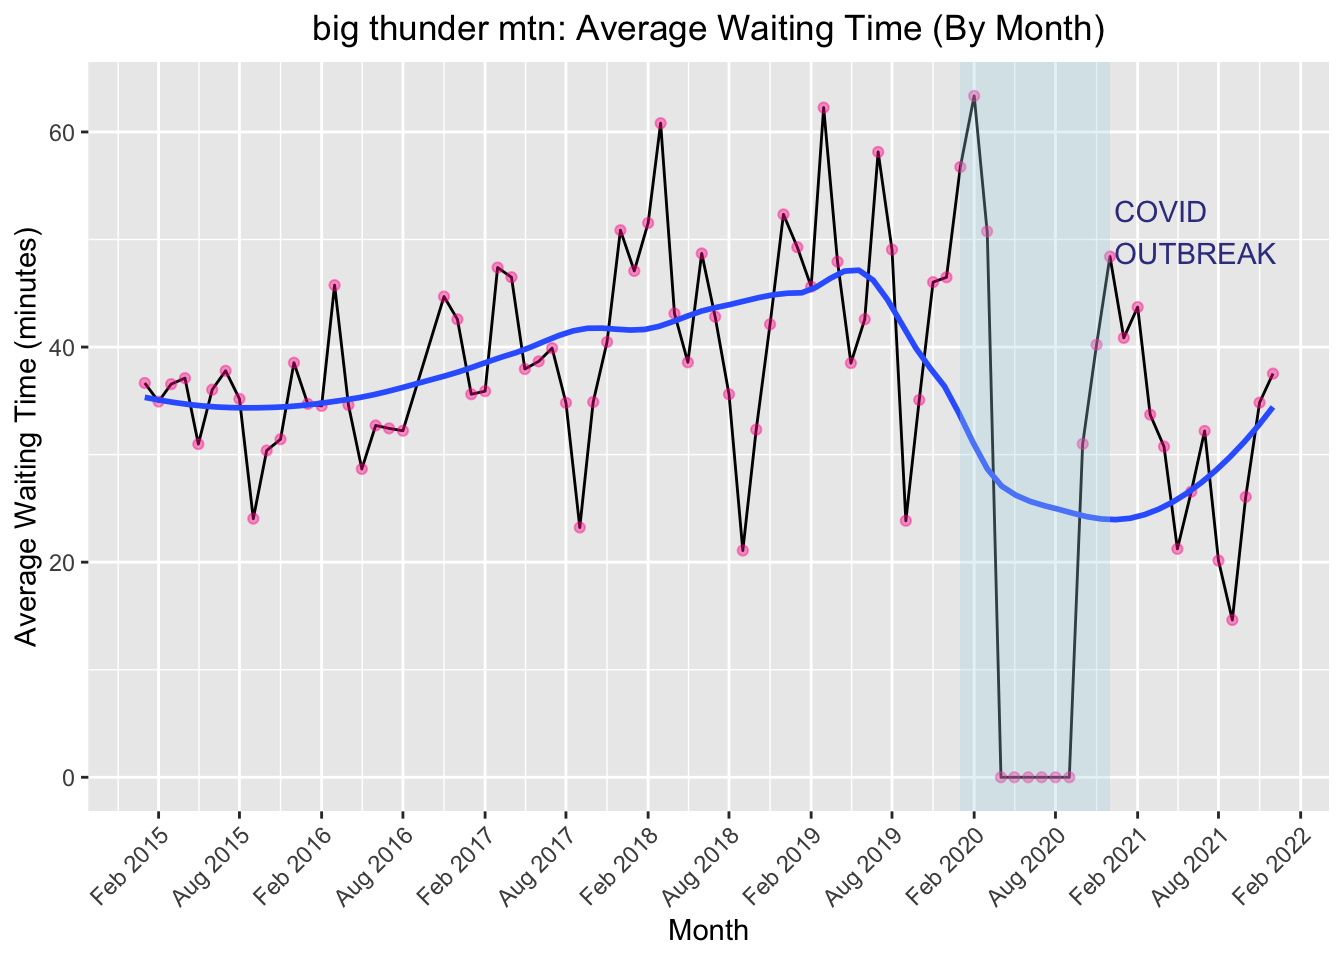 big thunder mtn: Average Waiting Time (By Month)
Average Waiting Time (minutes)
60
40
20
0
COVID
OUTBREAK
Feb 2015
Aug 2015
Feb 2016
Aug 2016
Feb 2017
Aug 2017
Feb 2018
Aug 2018
Feb 2019
Aug 2019
Feb 2020
Aug 2020
Feb 2021
Aug 2021
Feb 2022
Month